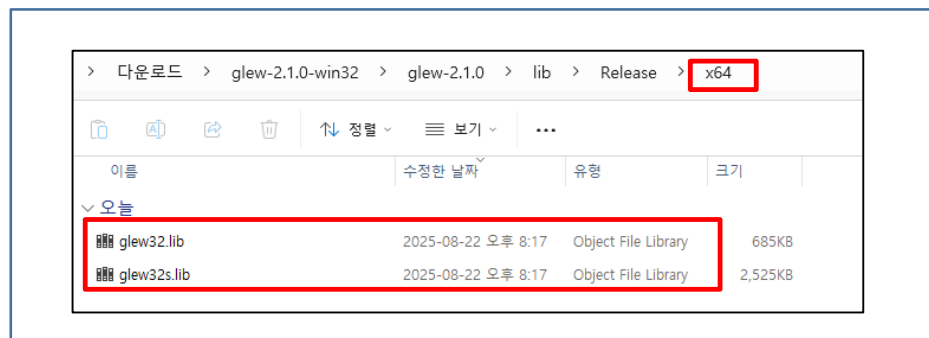 > 다운로드 > glew-2.1.0-win32 > glew-2.1.0 > lib > Release > x64
정렬 보기 ...
이름 수정한 날짜 유형 크기
오늘
glew32.lib 2025-08-22 오후 8:17 Object File Library 685KB
glew32s.lib 2025-08-22 오후 8:17 Object File Library 2,525KB